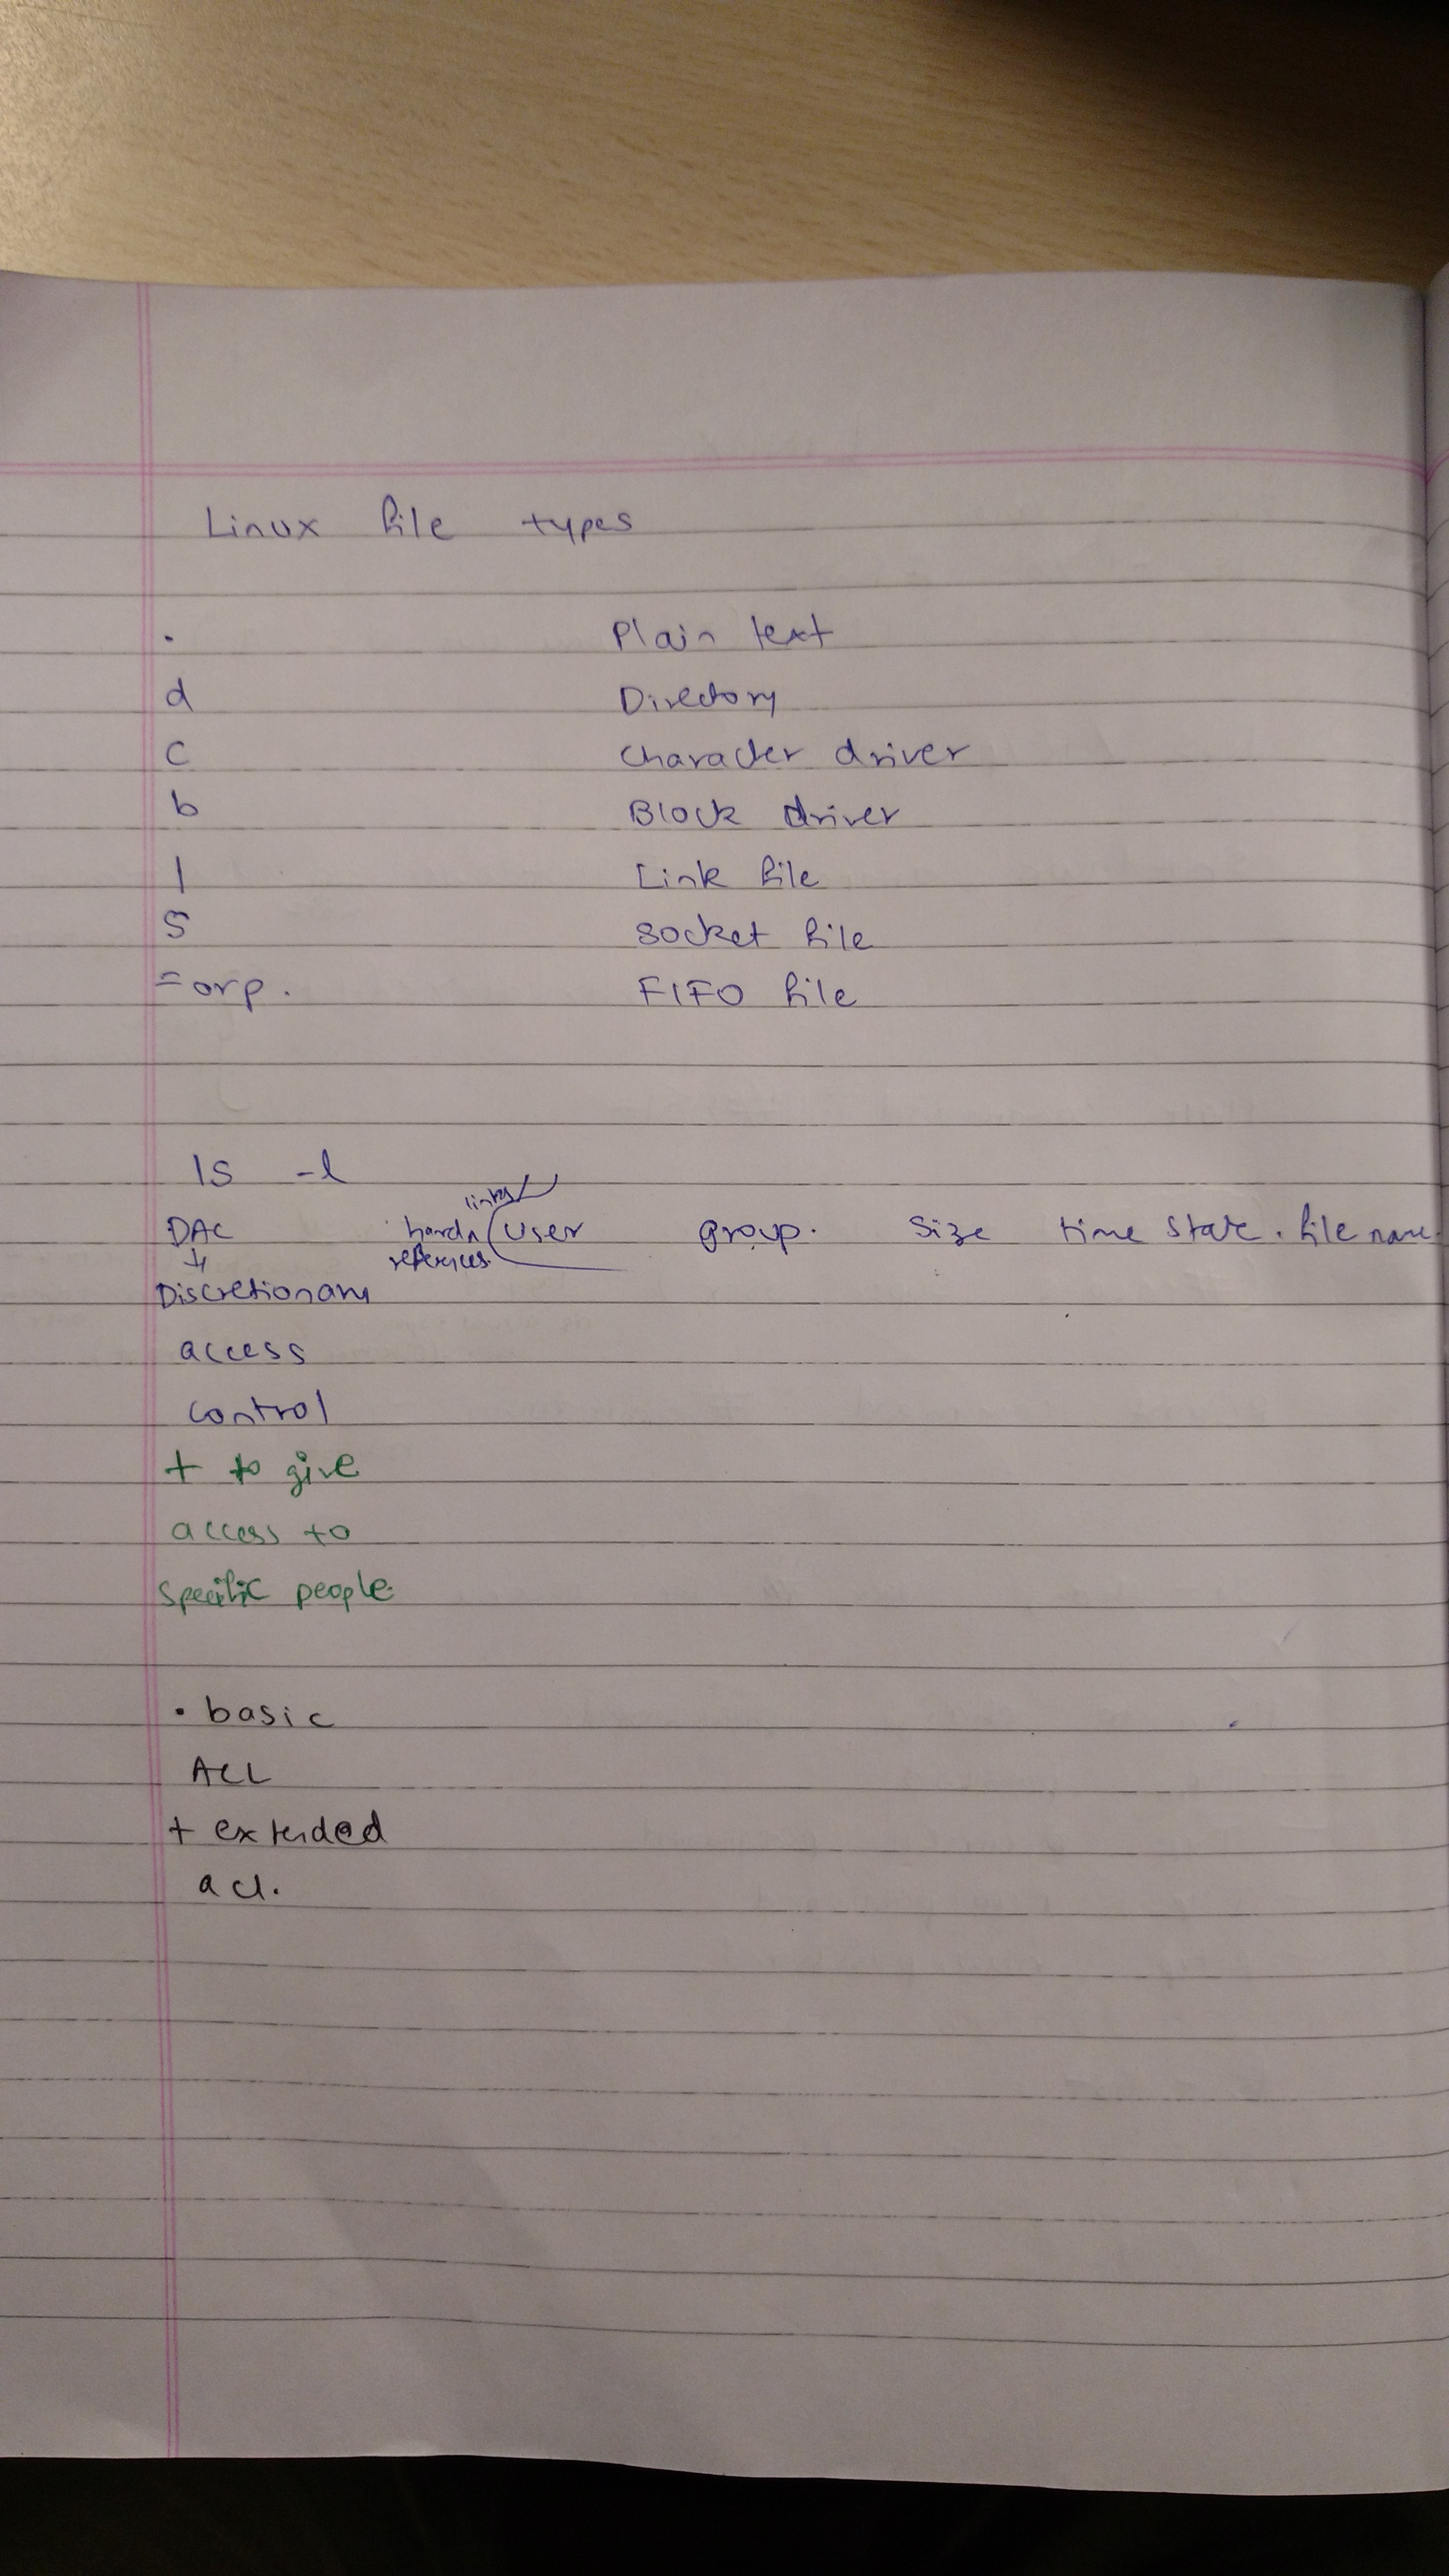 Linux file types
. Plain text
d Directory
c Character driver
b Block driver
l Link file
s socket file
= or p. FIFO file
ls -l
links
DAC hard user group. size time state. file name.
references
Discretionary
access
control
+ to give
access to
specific people.
• basic
ACL
+ extended
acl.